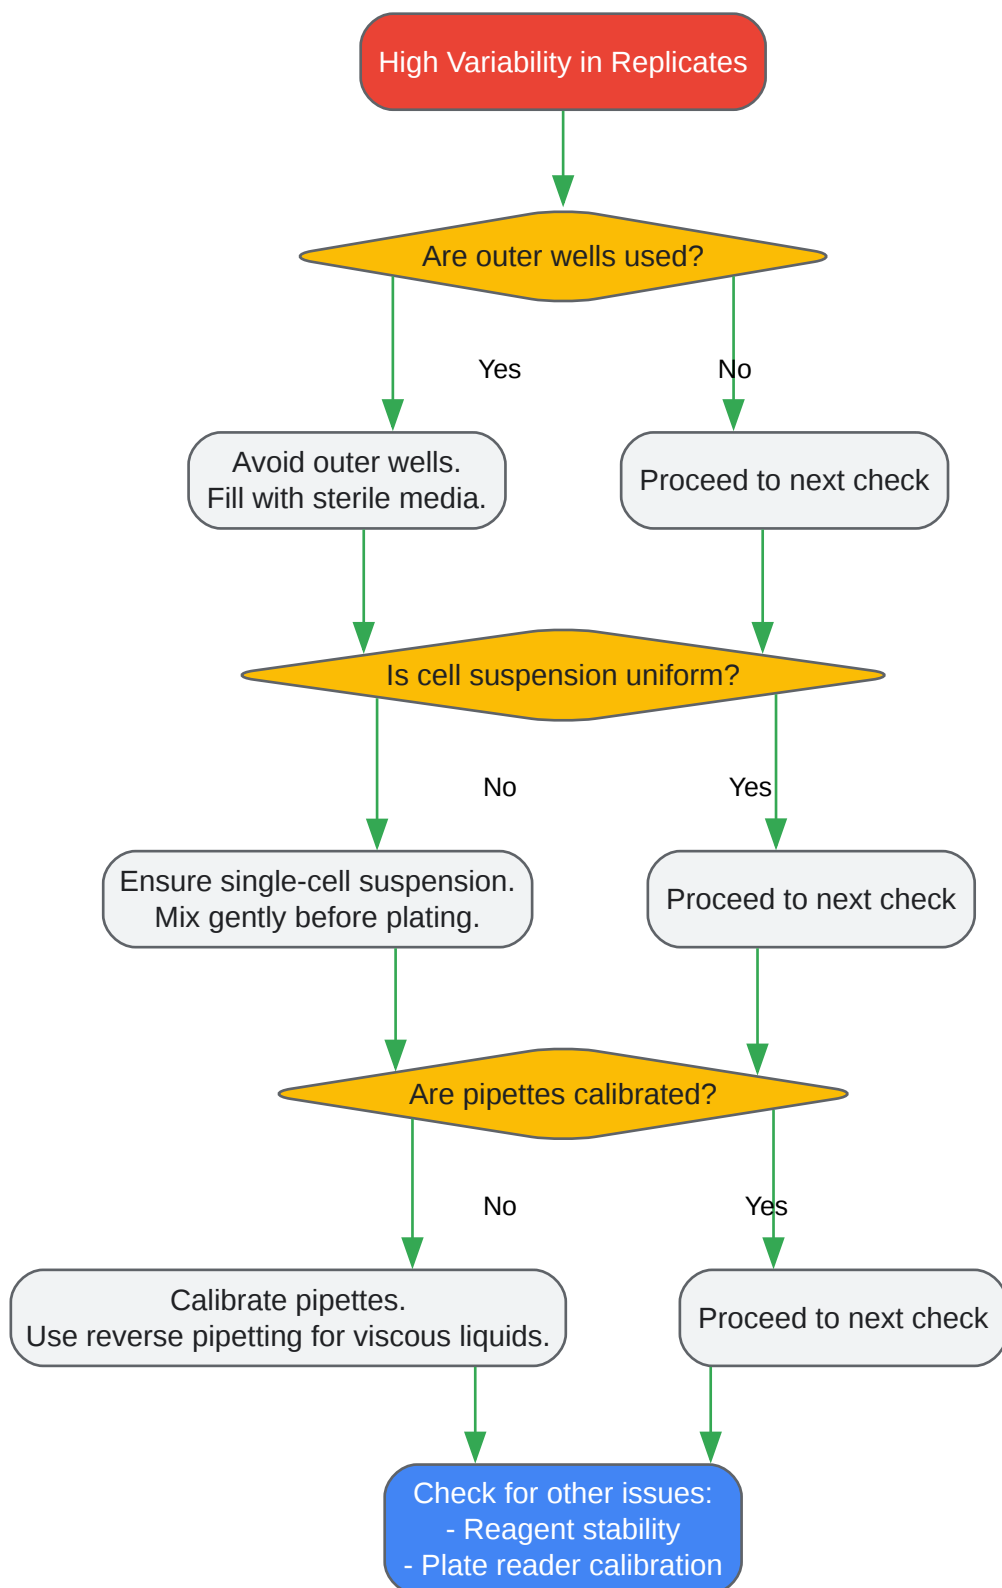 High Variability in Replicates
Are outer wells used?
Yes
No
Avoid outer wells.
Fill with sterile media.
Proceed to next check
Is cell suspension uniform?
No
Yes
Ensure single-cell suspension.
Mix gently before plating.
Proceed to next check
Are pipettes calibrated?
No
Yes
Calibrate pipettes.
Use reverse pipetting for viscous liquids.
Proceed to next check
Check for other issues:
- Reagent stability
- Plate reader calibration